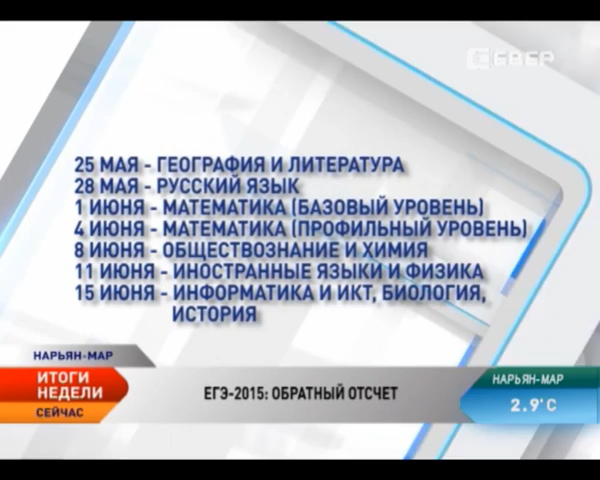 СЕВЕР
25 МАЯ - ГЕОГРАФИЯ И ЛИТЕРАТУРА
28 МАЯ - РУССКИЙ ЯЗЫК
1 ИЮНЯ - МАТЕМАТИКА (БАЗОВЫЙ УРОВЕНЬ)
4 ИЮНЯ - МАТЕМАТИКА (ПРОФИЛЬНЫЙ УРОВЕНЬ)
8 ИЮНЯ - ОБЩЕСТВОЗНАНИЕ И ХИМИЯ
11 ИЮНЯ - ИНОСТРАННЫЕ ЯЗЫКИ И ФИЗИКА
15 ИЮНЯ - ИНФОРМАТИКА И ИКТ, БИОЛОГИЯ,
ИСТОРИЯ
НАРЬЯН-МАР
ИТОГИ
НЕДЕЛИ
СЕЙЧАС
ЕГЭ-2015: ОБРАТНЫЙ ОТСЧЕТ
НАРЬЯН-МАР
2.9°C